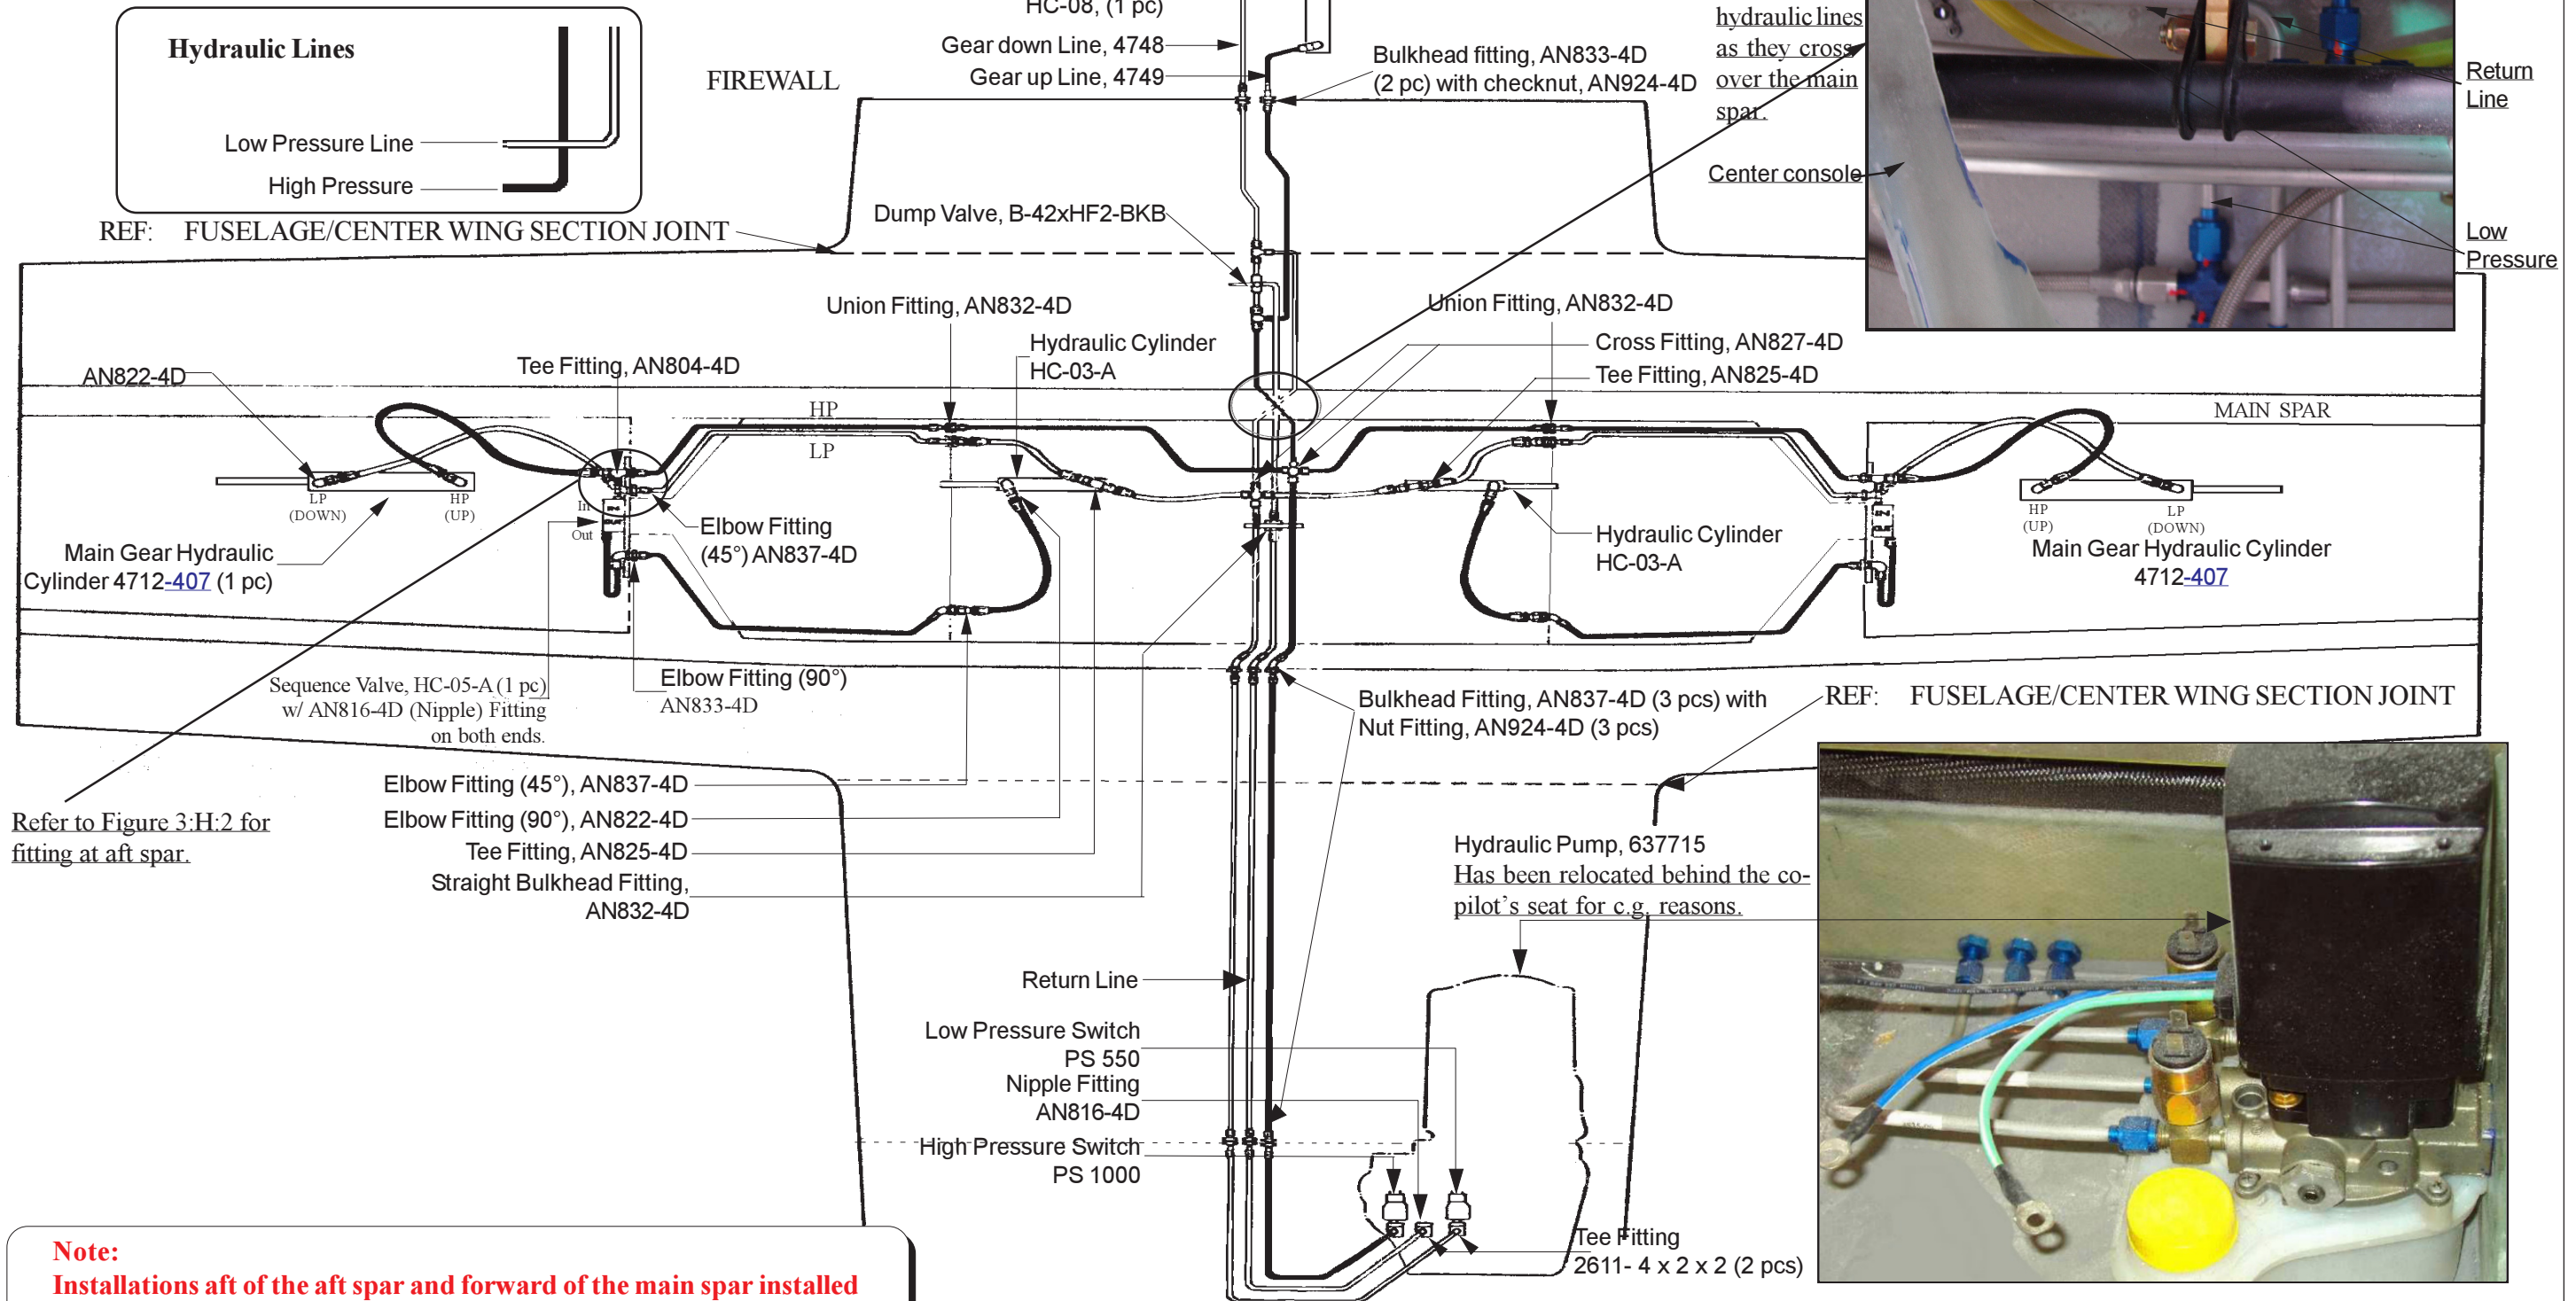 HC-08, (1 pc)
Gear down Line, 4748
Gear up Line, 4749
Hydraulic Lines
Low Pressure Line
High Pressure
FIREWALL
Bulkhead fitting, AN833-4D
(2 pc) with checknut, AN924-4D
hydraulic lines
as they cross
over the main
spar.
Center console
Return
Line
Low
Pressure
REF: FUSELAGE/CENTER WING SECTION JOINT
Dump Valve, B-42xHF2-BKB
Union Fitting, AN832-4D
Union Fitting, AN832-4D
Hydraulic Cylinder
HC-03-A
Cross Fitting, AN827-4D
Tee Fitting, AN825-4D
AN822-4D
Tee Fitting, AN804-4D
HP
LP
MAIN SPAR
LP
(DOWN)
HP
(UP)
In
Out
HP
(UP)
LP
(DOWN)
Main Gear Hydraulic
Cylinder 4712-407 (1 pc)
Elbow Fitting
(45°) AN837-4D
Hydraulic Cylinder
HC-03-A
Main Gear Hydraulic Cylinder
4712-407
Sequence Valve, HC-05-A (1 pc)
w/ AN816-4D (Nipple) Fitting
on both ends.
Elbow Fitting (90°)
AN833-4D
Bulkhead Fitting, AN837-4D (3 pcs) with
Nut Fitting, AN924-4D (3 pcs)
REF: FUSELAGE/CENTER WING SECTION JOINT
Refer to Figure 3:H:2 for
fitting at aft spar.
Elbow Fitting (45°), AN837-4D
Elbow Fitting (90°), AN822-4D
Tee Fitting, AN825-4D
Straight Bulkhead Fitting,
AN832-4D
Hydraulic Pump, 637715
Has been relocated behind the co-
pilot's seat for c.g. reasons.
Return Line
Low Pressure Switch
PS 550
Nipple Fitting
AN816-4D
High Pressure Switch
PS 1000
Tee Fitting
2611- 4 x 2 x 2 (2 pcs)
Note:
Installations aft of the aft spar and forward of the main spar installed